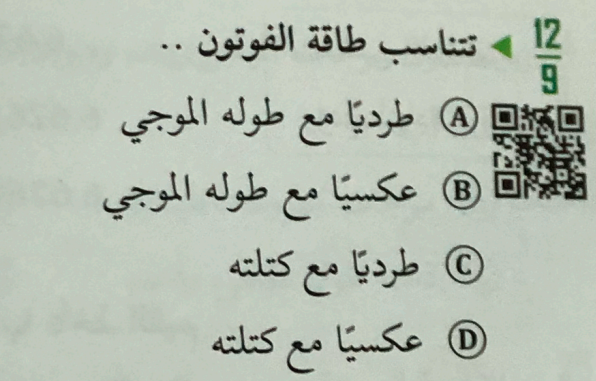 12
9
تتناسب طاقة الفوتون ..
A طرديًا مع طوله الموجي
B عكسيًا مع طوله الموجي
C طرديًا مع كتلته
D عكسيًا مع كتلته